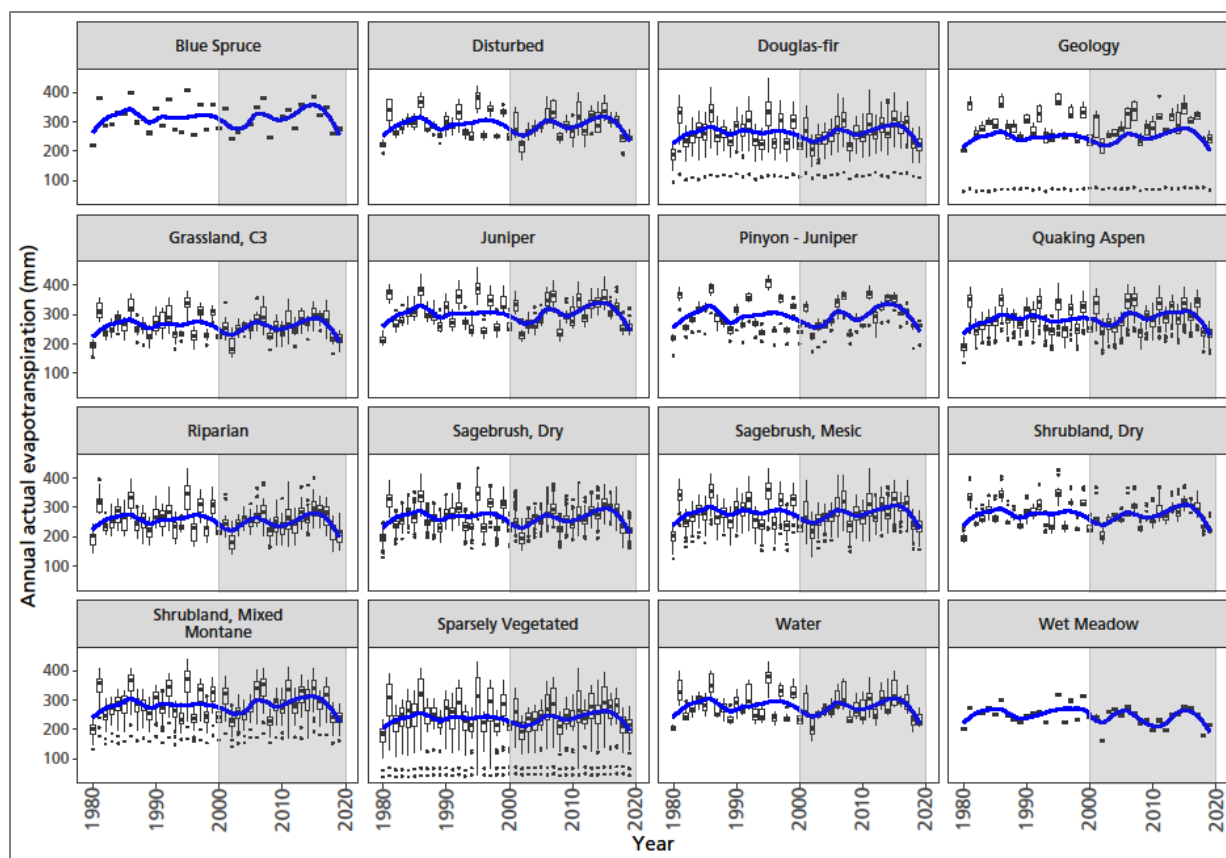 Blue Spruce
Disturbed
Douglas-fir
Geology
400
300
200
100
Grassland, C3
Juniper
Pinyon - Juniper
Quaking Aspen
400
300
200
100
Riparian
Sagebrush, Dry
Sagebrush, Mesic
Shrubland, Dry
400
300
200
100
Shrubland, Mixed
Montane
Sparsely Vegetated
Water
Wet Meadow
400
300
200
100
1980
1990
2000
2010
2020
1980
1990
2000
2010
2020
1980
1990
2000
2010
2020
1980
1990
2000
2010
2020
Annual actual evapotranspiration (mm)
Year